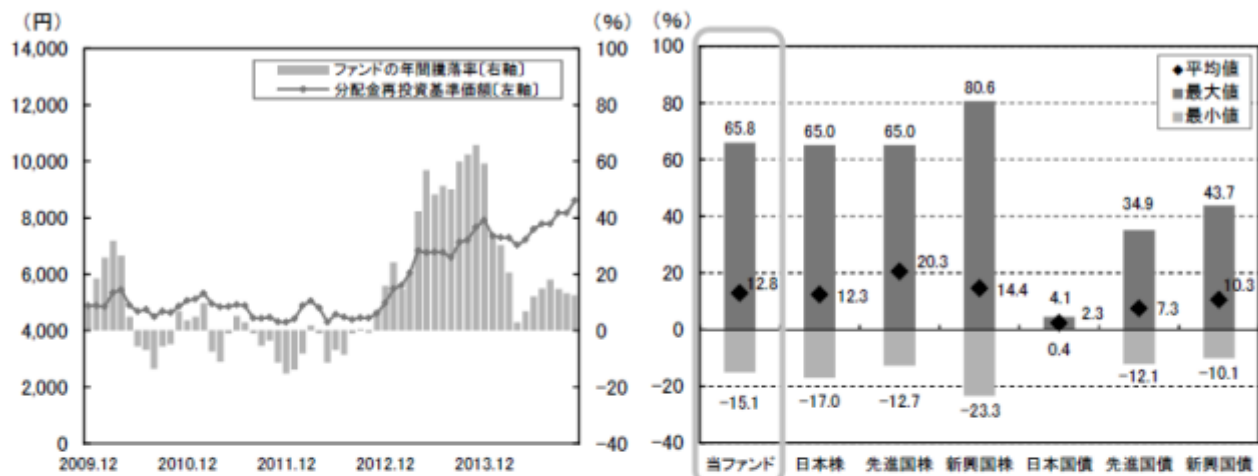 (円)
(%)
14,000
12,000
10,000
8,000
6,000
4,000
2,000
0
100
80
60
40
20
0
-20
-40
ファンドの年間騰落率〔右軸〕
分配金再投資基準価額〔左軸〕
2009.12 2010.12 2011.12 2012.12 2013.12
(%)
100
80
60
40
20
0
-20
-40
◆平均値
最大値
最小値
65.8 65.0 65.0 80.6 4.1 34.9 43.7
12.8 12.3 20.3 14.4 2.3 7.3 10.3
-15.1 -17.0 -12.7 -23.3 0.4 -12.1 -10.1
当ファンド 日本株 先進国株 新興国株 日本国債 先進国債 新興国債